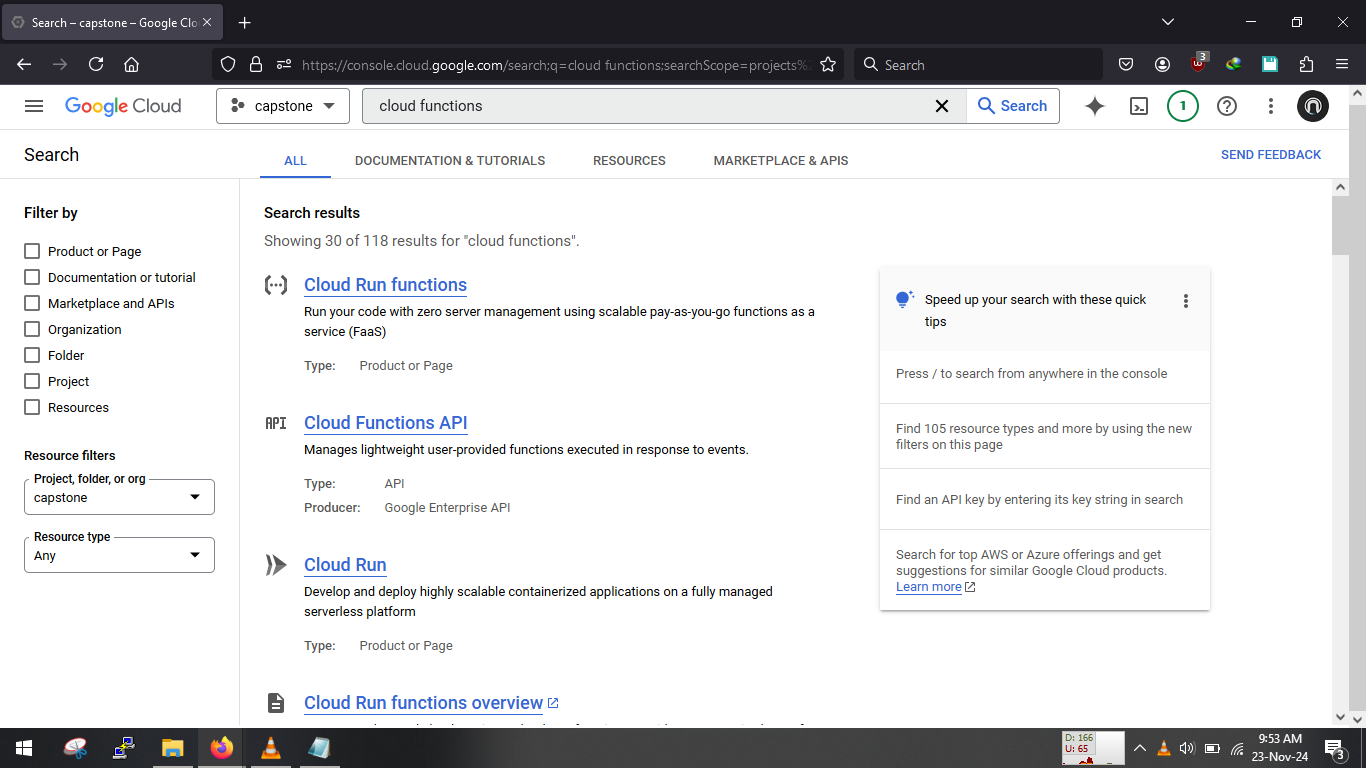 Search – capstone – Google Clo
https://console.cloud.google.com/search;q=cloud functions;searchScope=projects%
Search
3
Google Cloud
capstone
cloud functions
Search
1
Search
ALL
DOCUMENTATION & TUTORIALS
RESOURCES
MARKETPLACE & APIS
SEND FEEDBACK
Filter by
Product or Page
Documentation or tutorial
Marketplace and APIs
Organization
Folder
Project
Resources
Resource filters
Project, folder, or org
capstone
Resource type
Any
Search results
Showing 30 of 118 results for "cloud functions".
Cloud Run functions
Run your code with zero server management using scalable pay-as-you-go functions as a
service (FaaS)
Type: Product or Page
API
Cloud Functions API
Manages lightweight user-provided functions executed in response to events.
Type: API
Producer: Google Enterprise API
Cloud Run
Develop and deploy highly scalable containerized applications on a fully managed
serverless platform
Type: Product or Page
Cloud Run functions overview
Speed up your search with these quick
tips
Press / to search from anywhere in the console
Find 105 resource types and more by using the new
filters on this page
Find an API key by entering its key string in search
Search for top AWS or Azure offerings and get
suggestions for similar Google Cloud products.
Learn more
D: 166
U: 65
9:53 AM
23-Nov-24
3